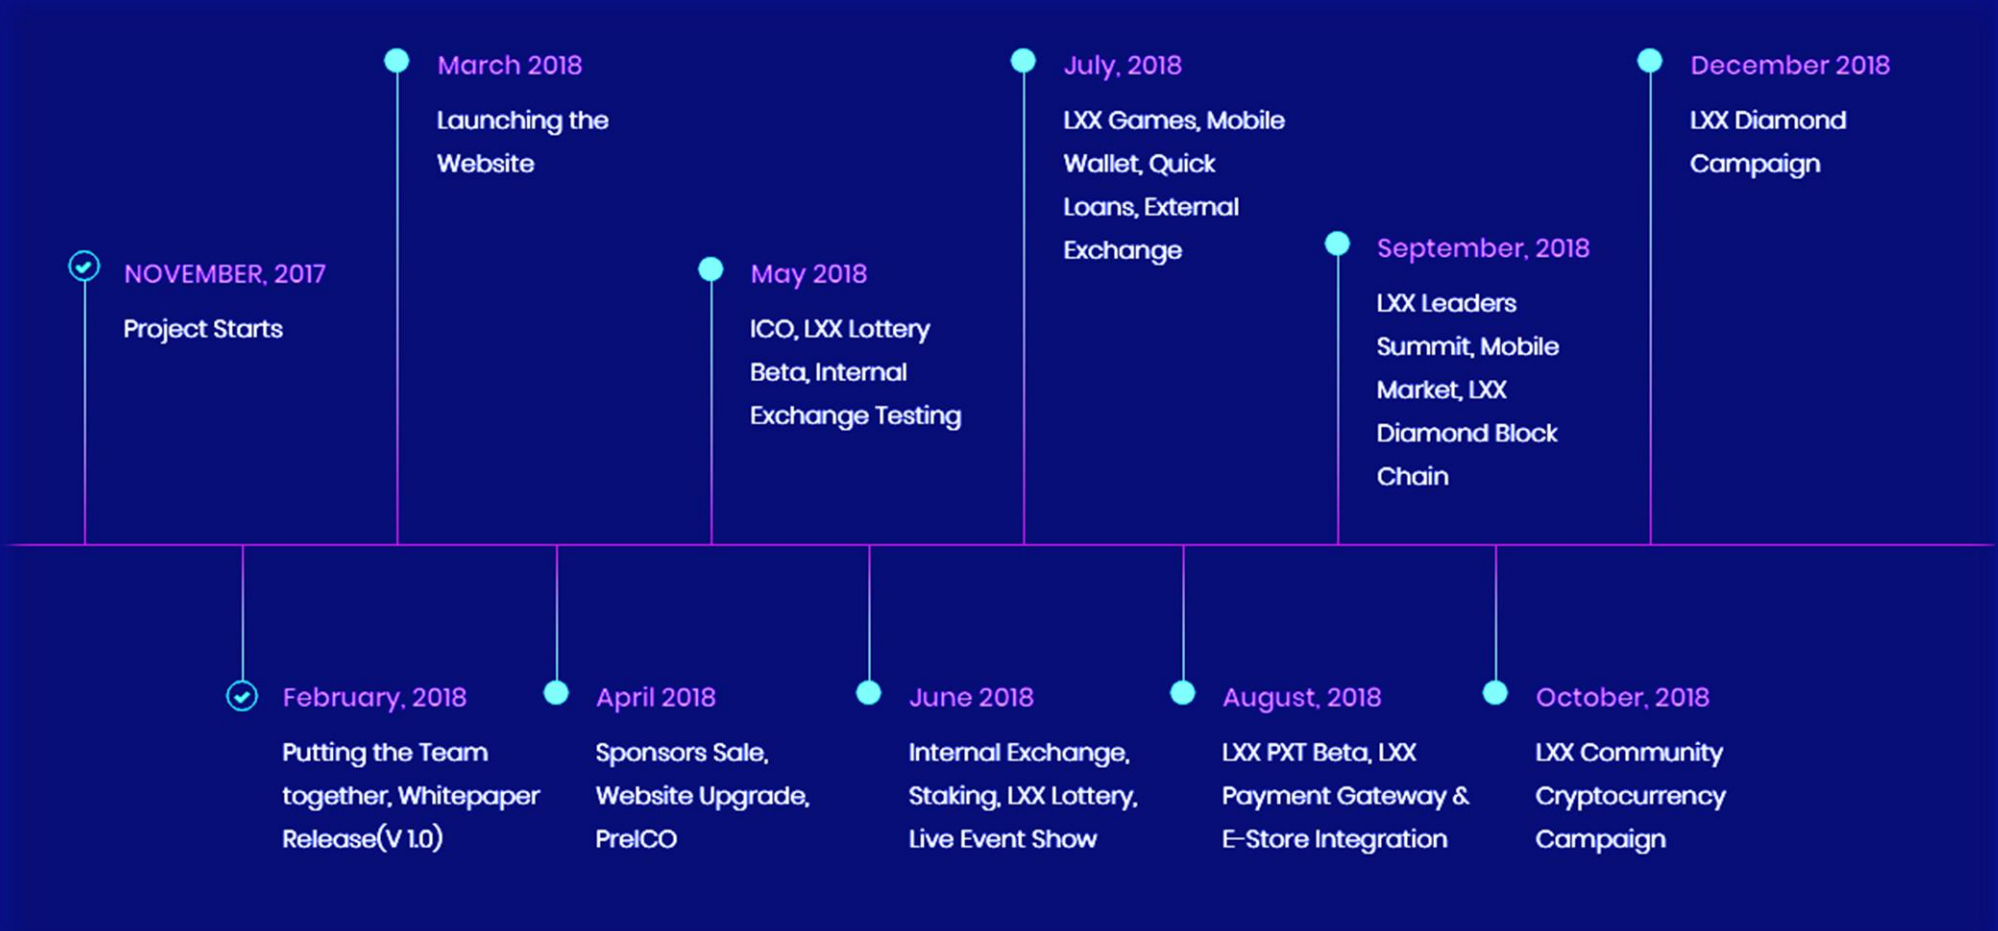 NOVEMBER, 2017
Project Starts
February, 2018
Putting the Team
together, Whitepaper
Release(V 1.0)
March 2018
Launching the
Website
April 2018
Sponsors Sale,
Website Upgrade,
PreICO
May 2018
ICO, LXX Lottery
Beta, Internal
Exchange Testing
June 2018
Internal Exchange,
Staking, LXX Lottery,
Live Event Show
July, 2018
LXX Games, Mobile
Wallet, Quick
Loans, External
Exchange
August, 2018
LXX PXT Beta, LXX
Payment Gateway &
E-Store Integration
September, 2018
LXX Leaders
Summit, Mobile
Market, LXX
Diamond Block
Chain
October, 2018
LXX Community
Cryptocurrency
Campaign
December 2018
LXX Diamond
Campaign